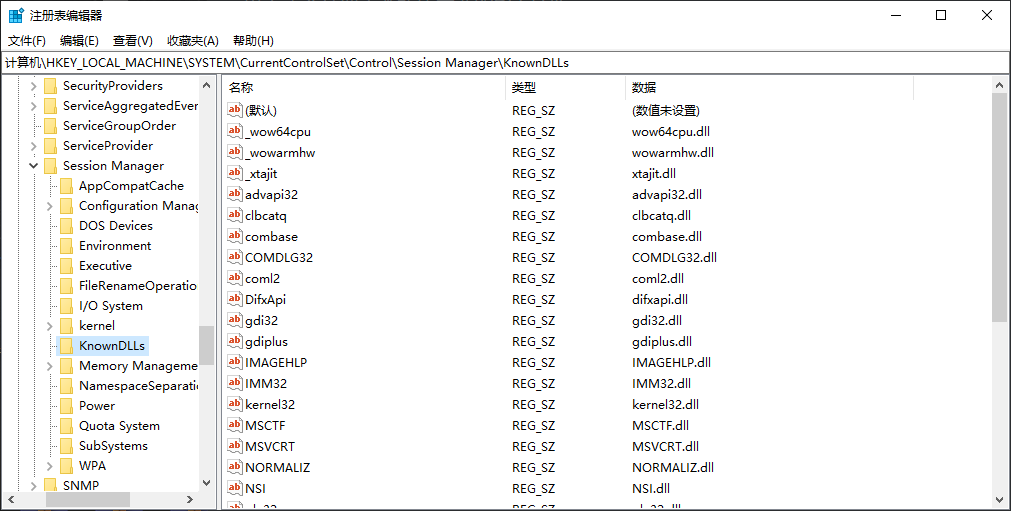 注册表编辑器
文件(F) 编辑(E) 查看(V) 收藏夹(A) 帮助(H)
计算机\HKEY_LOCAL_MACHINE\SYSTEM\CurrentControlSet\Control\Session Manager\KnownDLLs
SecurityProviders
ServiceAggregatedEver
ServiceGroupOrder
ServiceProvider
Session Manager
AppCompatCache
Configuration Manag
DOS Devices
Environment
Executive
FileRenameOperatio
I/O System
kernel
KnownDLLs
Memory Manageme
NamespaceSeparati
Power
Quota System
SubSystems
WPA
SNMP
名称 类型 数据
(默认) REG_SZ (数值未设置)
_wow64cpu REG_SZ wow64cpu.dll
_wowarmhw REG_SZ wowarmhw.dll
_xtajit REG_SZ xtajit.dll
advapi32 REG_SZ advapi32.dll
clbcatq REG_SZ clbcatq.dll
combase REG_SZ combase.dll
COMDLG32 REG_SZ COMDLG32.dll
coml2 REG_SZ coml2.dll
DifxApi REG_SZ difxapi.dll
gdi32 REG_SZ gdi32.dll
gdiplus REG_SZ gdiplus.dll
IMAGEHLP REG_SZ IMAGEHLP.dll
IMM32 REG_SZ IMM32.dll
kernel32 REG_SZ kernel32.dll
MSCTF REG_SZ MSCTF.dll
MSVCRT REG_SZ MSVCRT.dll
NORMALIZ REG_SZ NORMALIZ.dll
NSI REG_SZ NSI.dll